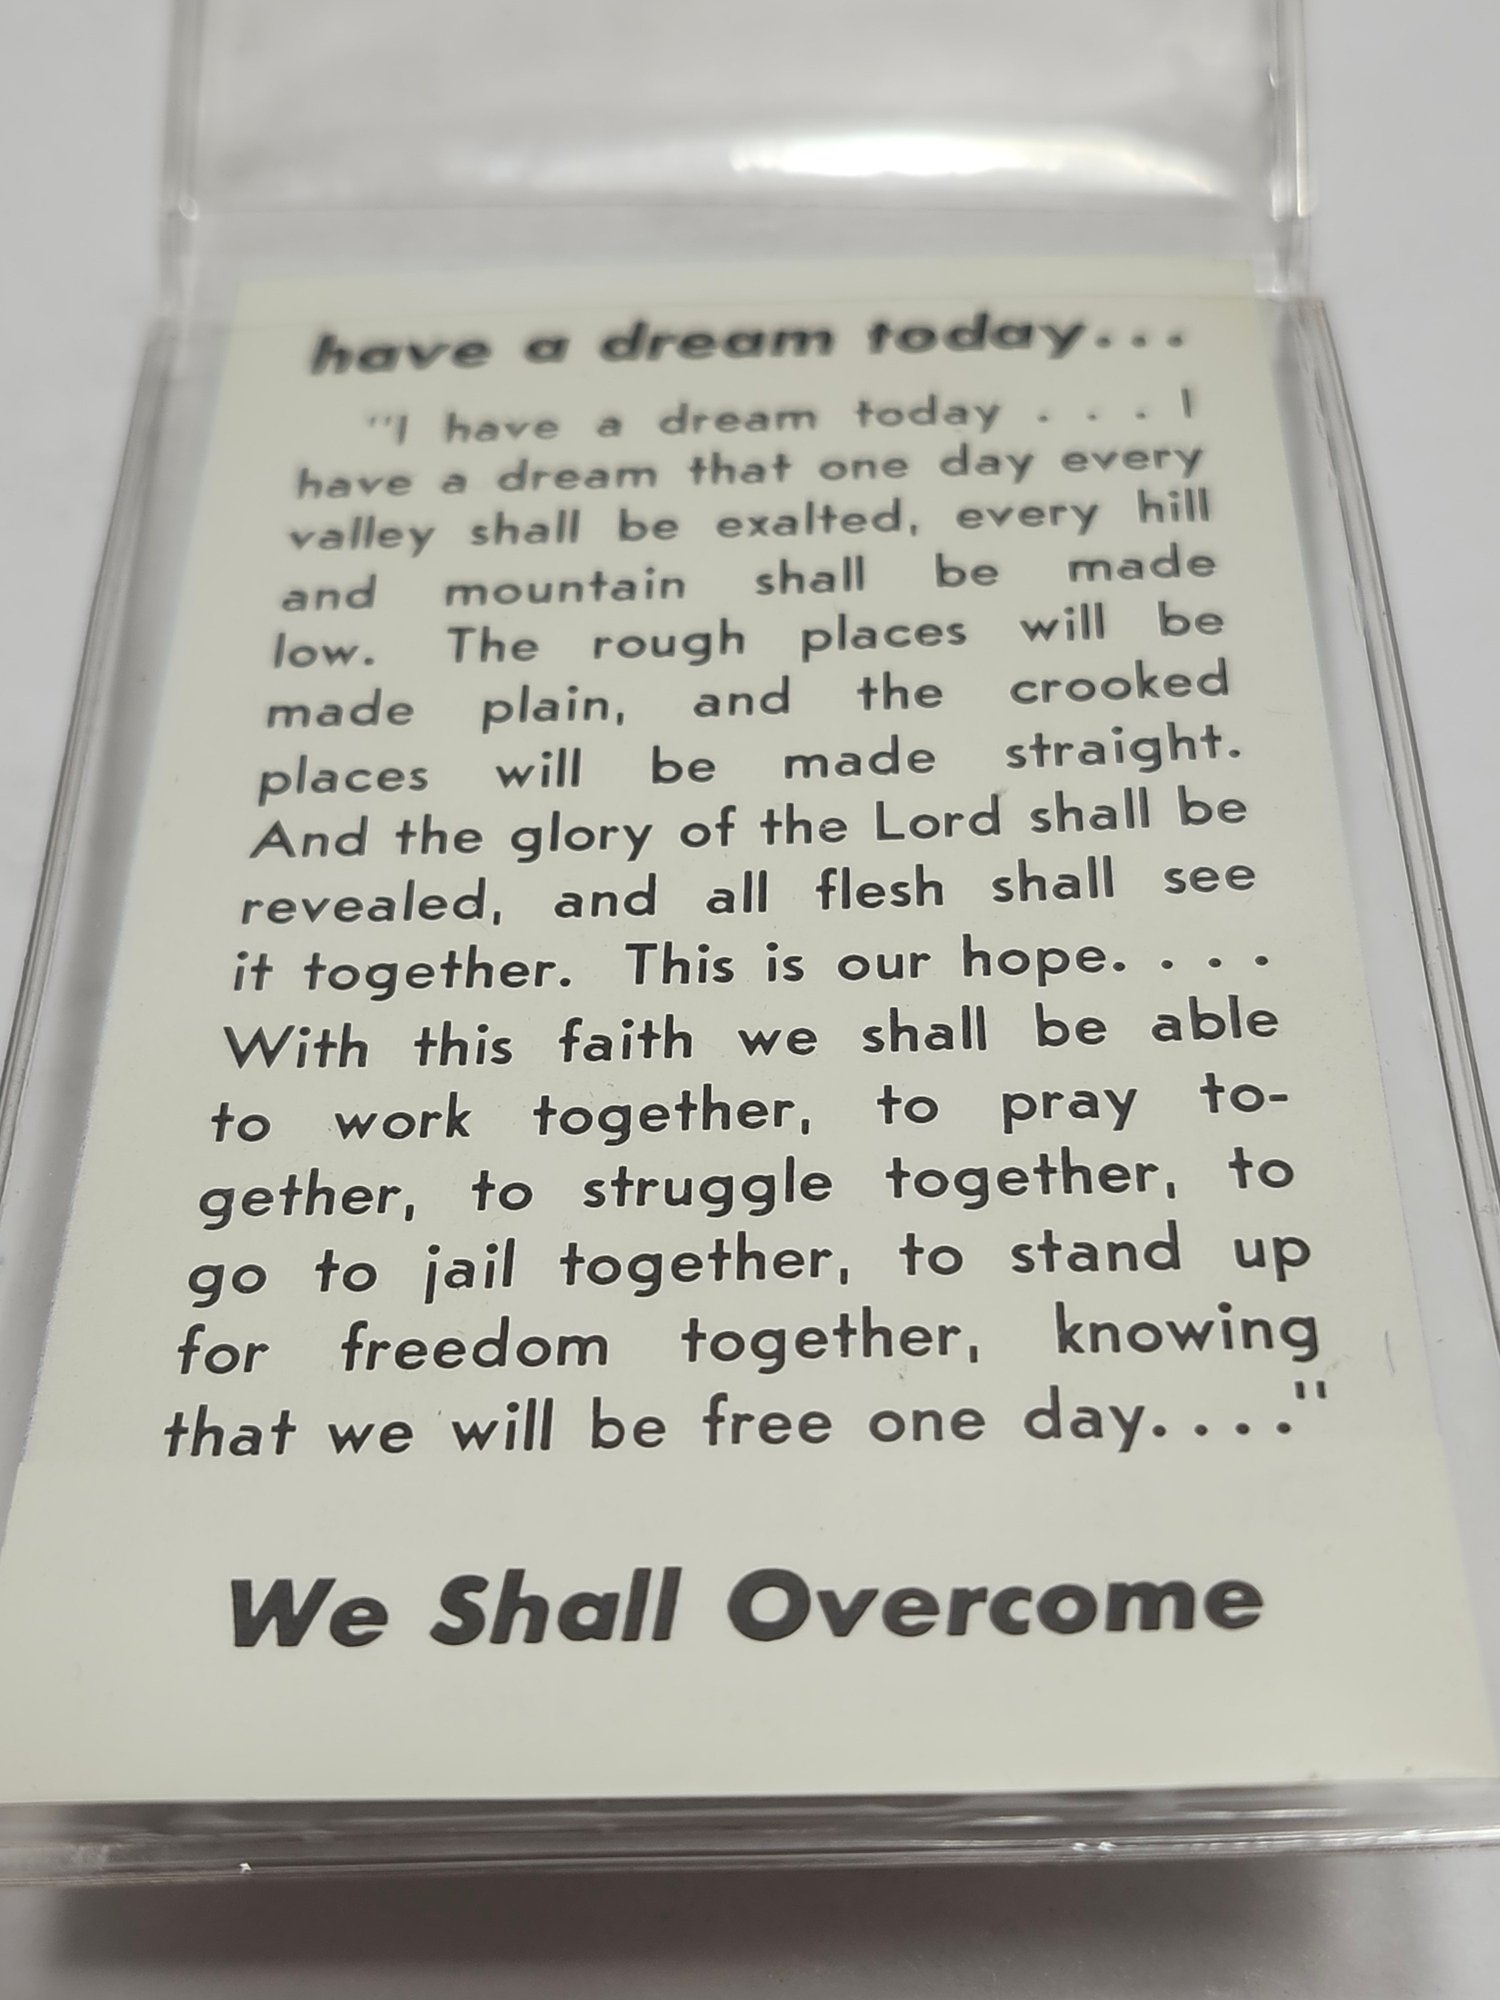 have a dream today...
"I have a dream today . . . I
have a dream that one day every
valley shall be exalted, every hill
and mountain shall be made
low. The rough places will be
made plain, and the crooked
places will be made straight.
And the glory of the Lord shall be
revealed, and all flesh shall see
it together. This is our hope. . . .
With this faith we shall be able
to work together, to pray to-
gether, to struggle together, to
go to jail together, to stand up
for freedom together, knowing
that we will be free one day. . . ."
We Shall Overcome